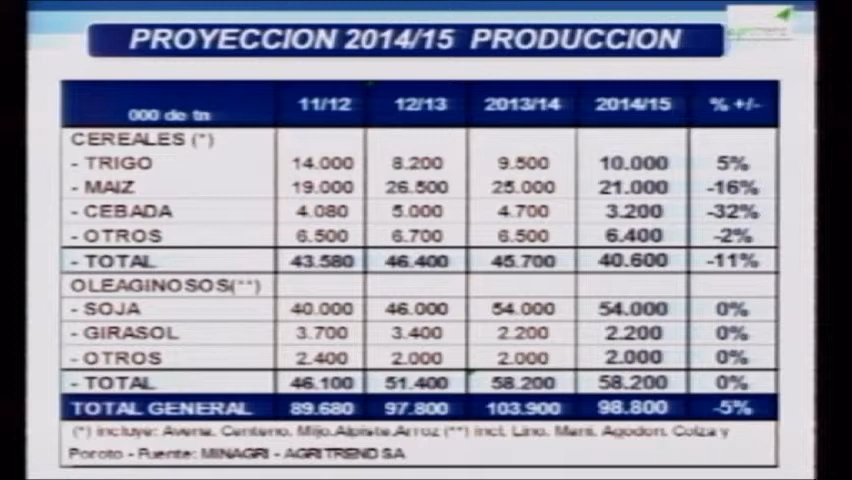 PROYECCION 2014/15 PRODUCCION
000 de tn 11/12 12/13 2013/14 2014/15 % +/-
CEREALES (*)
- TRIGO 14.000 8.200 9.500 10.000 5%
- MAIZ 19.000 26.500 25.000 21.000 -16%
- CEBADA 4.080 5.000 4.700 3.200 -32%
- OTROS 6.500 6.700 6.500 6.400 -2%
- TOTAL 43.580 46.400 45.700 40.600 -11%
OLEAGINOSOS(**)
- SOJA 40.000 46.000 54.000 54.000 0%
- GIRASOL 3.700 3.400 2.200 2.200 0%
- OTROS 2.400 2.000 2.000 2.000 0%
- TOTAL 46.100 51.400 58.200 58.200 0%
TOTAL GENERAL 89.680 97.800 103.900 98.800 -5%
(*) incluye: Avena, Centeno, Mijo,Alpiste,Arroz (**) incl. Lino, Mani, Agodon, Colza y
Poroto - Fuente: MINAGRI - AGRITREND SA